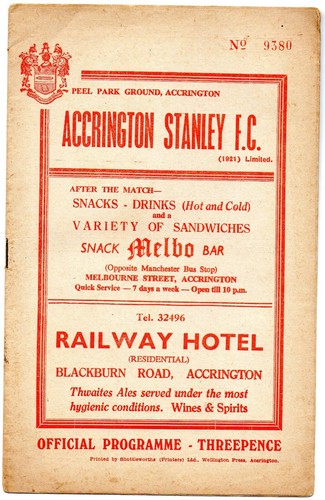 Nº 9380
PEEL PARK GROUND, ACCRINGTON
ACCRINGTON STANLEY F.C.
(1921) Limited.
AFTER THE MATCH—
SNACKS - DRINKS (Hot and Cold)
and a
VARIETY OF SANDWICHES
SNACK Melbo BAR
(Opposite Manchester Bus Stop)
MELBOURNE STREET, ACCRINGTON
Quick Service — 7 days a week — Open till 10 p.m.
Tel. 32496
RAILWAY HOTEL
(RESIDENTIAL)
BLACKBURN ROAD, ACCRINGTON
Thwaites Ales served under the most
hygienic conditions. Wines & Spirits
OFFICIAL PROGRAMME - THREEPENCE
Printed by Shuttleworths (Printers) Ltd., Wellington Press, Accrington.